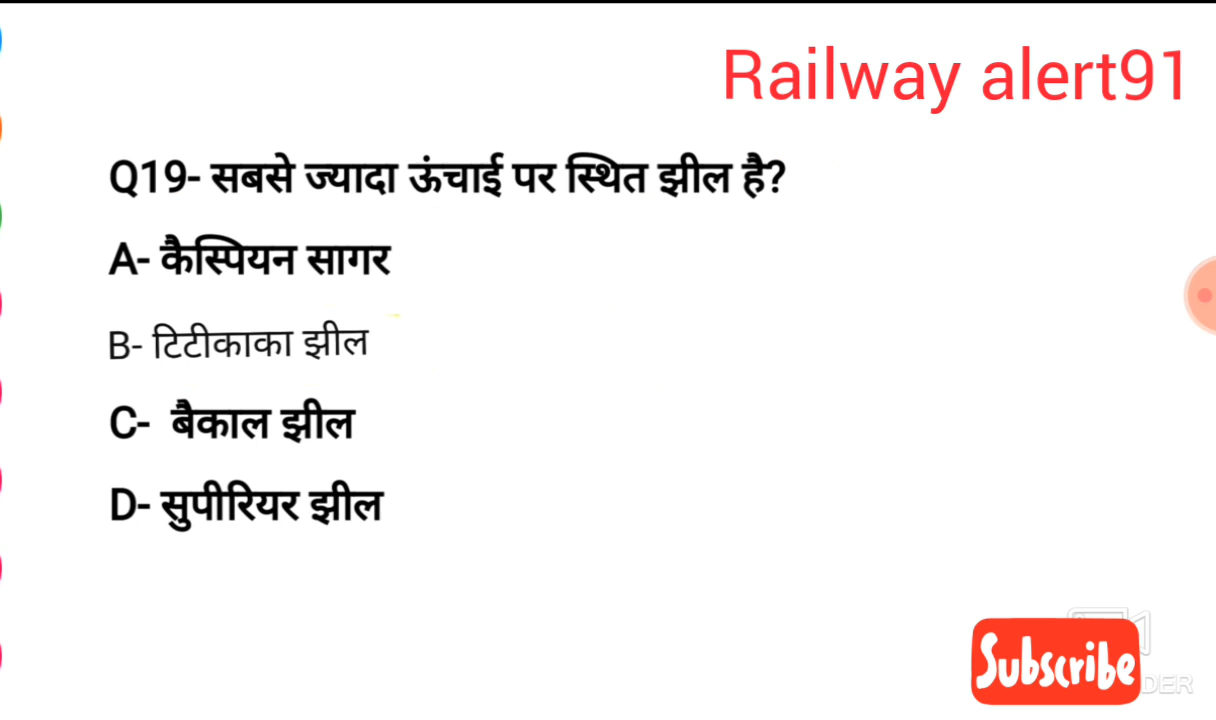 Railway alert91
Q19- सबसे ज्यादा ऊंचाई पर स्थित झील है?
A- कैस्पियन सागर
B- टिटीकाका झील
C- बैकाल झील
D- सुपीरियर झील
Subscribe